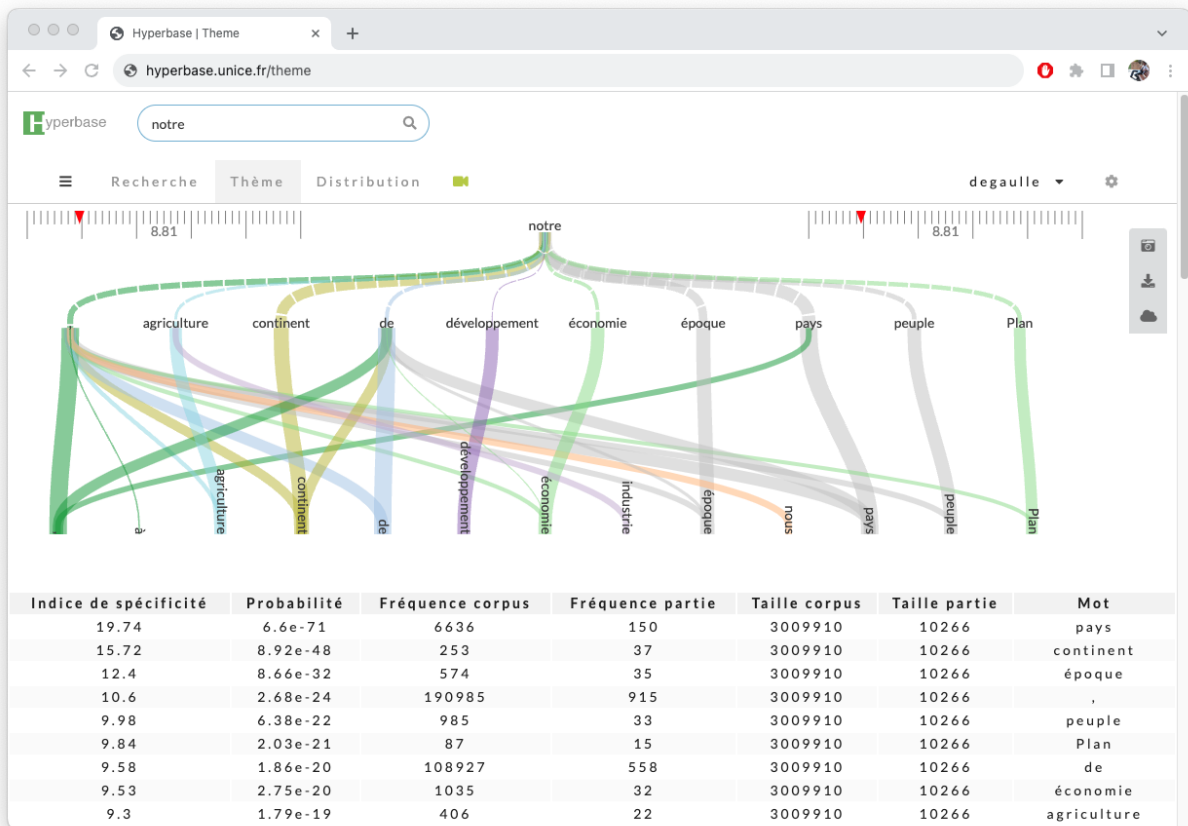 Hyperbase | Theme
hyperbase.unice.fr/theme
Hyperbase
notre
Recherche Thème Distribution degaulle
8.81 8.81
notre
, agriculture continent de développement économie époque pays peuple Plan
, à agriculture continent de développement économie industrie époque nous pays peuple Plan
Indice de spécificité Probabilité Fréquence corpus Fréquence partie Taille corpus Taille partie Mot
19.74 6.6e-71 6636 150 3009910 10266 pays
15.72 8.92e-48 253 37 3009910 10266 continent
12.4 8.66e-32 574 35 3009910 10266 époque
10.6 2.68e-24 190985 915 3009910 10266 ,
9.98 6.38e-22 985 33 3009910 10266 peuple
9.84 2.03e-21 87 15 3009910 10266 Plan
9.58 1.86e-20 108927 558 3009910 10266 de
9.53 2.75e-20 1035 32 3009910 10266 économie
9.3 1.79e-19 406 22 3009910 10266 agriculture